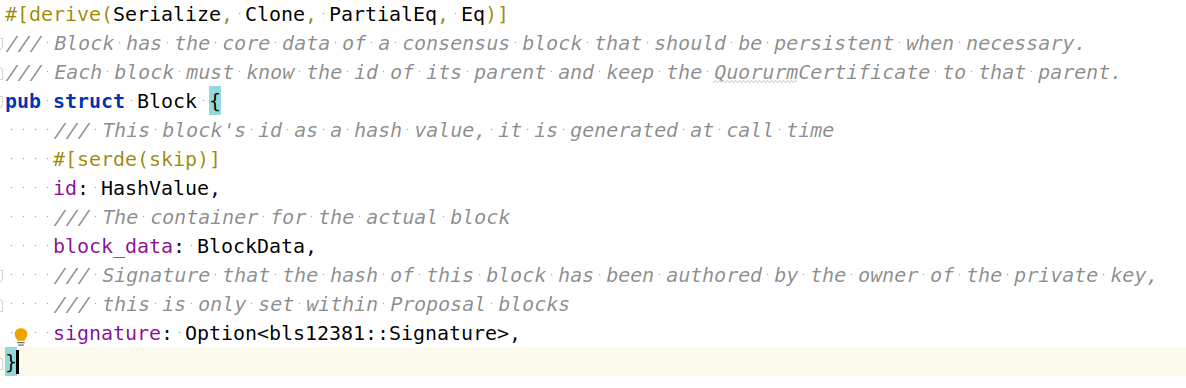 #[derive(Serialize, Clone, PartialEq, Eq)]
/// Block has the core data of a consensus block that should be persistent when necessary.
/// Each block must know the id of its parent and keep the QuorurmCertificate to that parent.
pub struct Block {
    /// This block's id as a hash value, it is generated at call time
    #[serde(skip)]
    id: HashValue,
    /// The container for the actual block
    block_data: BlockData,
    /// Signature that the hash of this block has been authored by the owner of the private key,
    /// this is only set within Proposal blocks
    signature: Option<bls12381::Signature>,
}